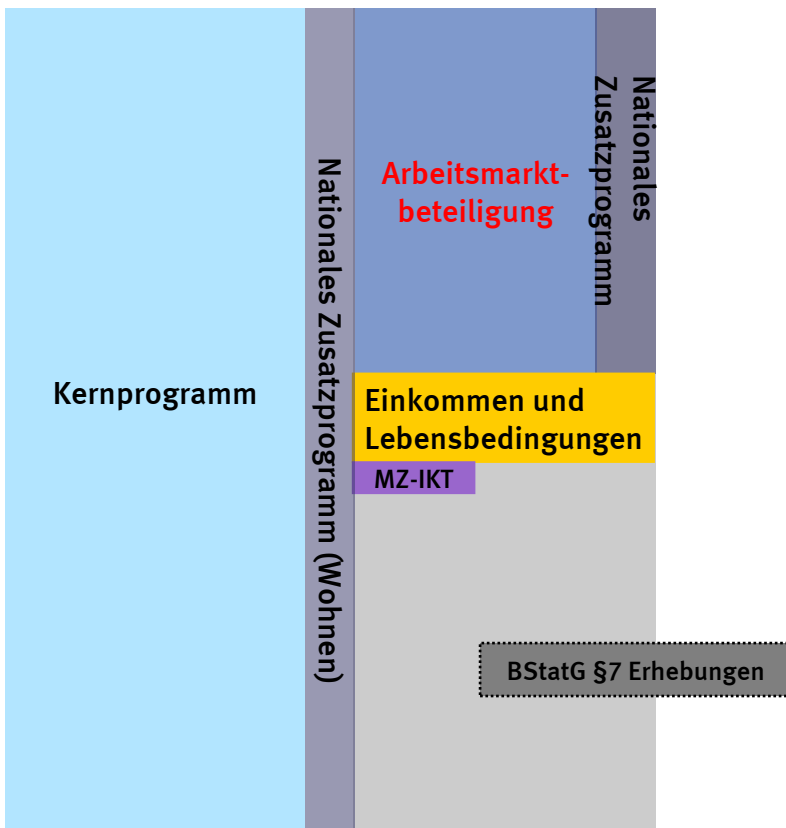 Kernprogramm
Nationales Zusatzprogramm (Wohnen)
Arbeitsmarkt-
beteiligung
Nationales
Zusatzprogramm
Einkommen und
Lebensbedingungen
MZ-IKT
BStatG §7 Erhebungen